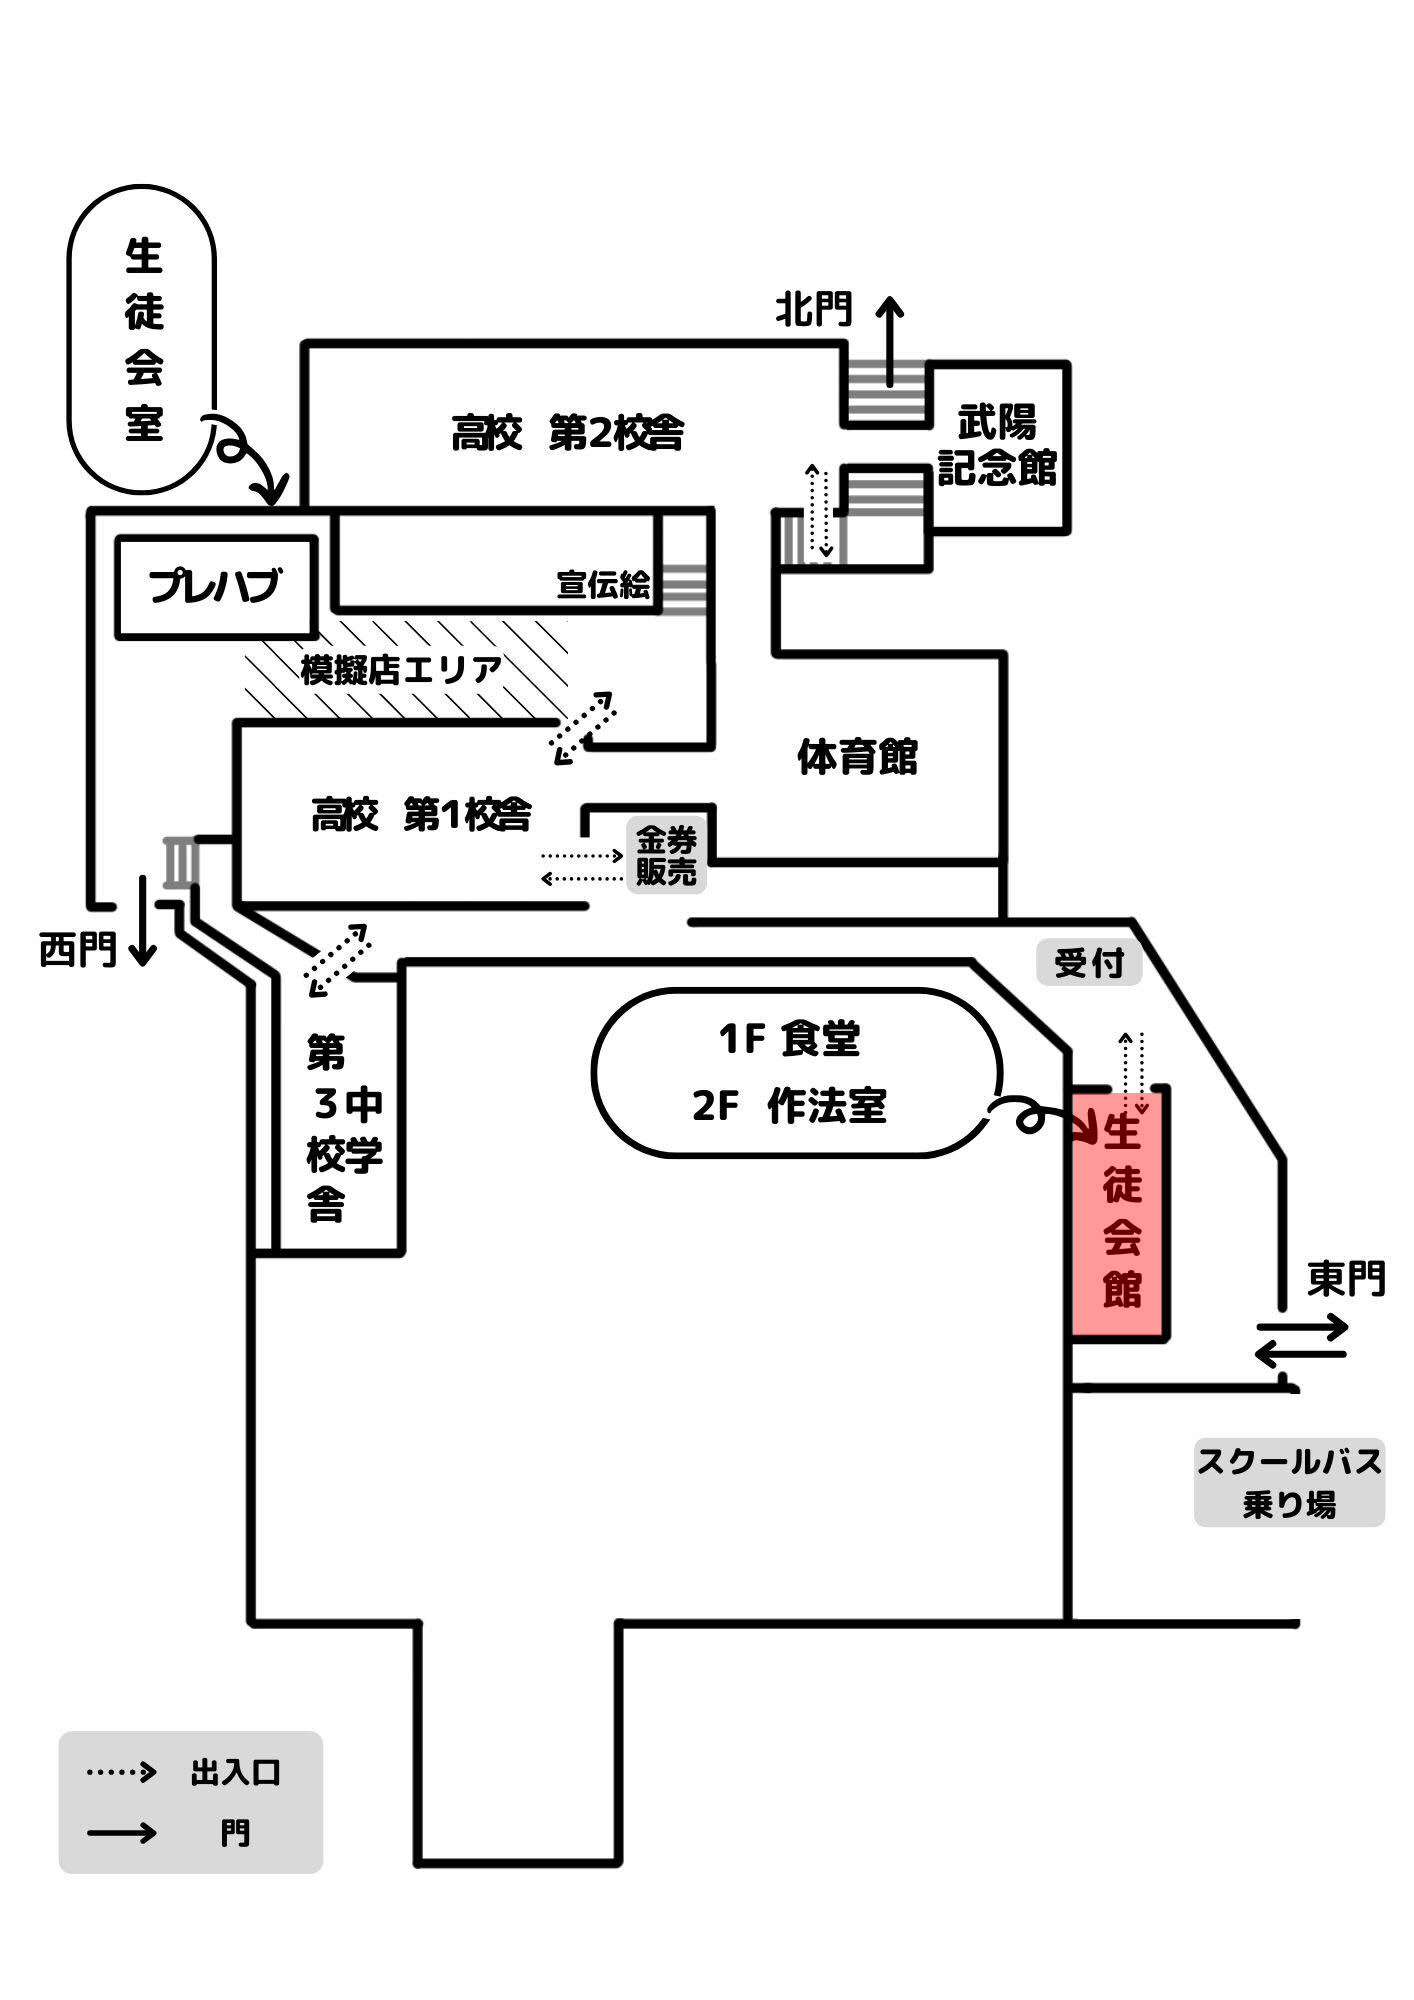 生徒会室
北門
高校 第2校舎
武陽
記念館
プレハブ
宣伝絵
模擬店エリア
体育館
高校 第1校舎
金券
販売
西門
受付
1F 食堂
2F 作法室
第
3中
校学
舎
生徒会館
東門
スクールバス
乗り場
出入口
門